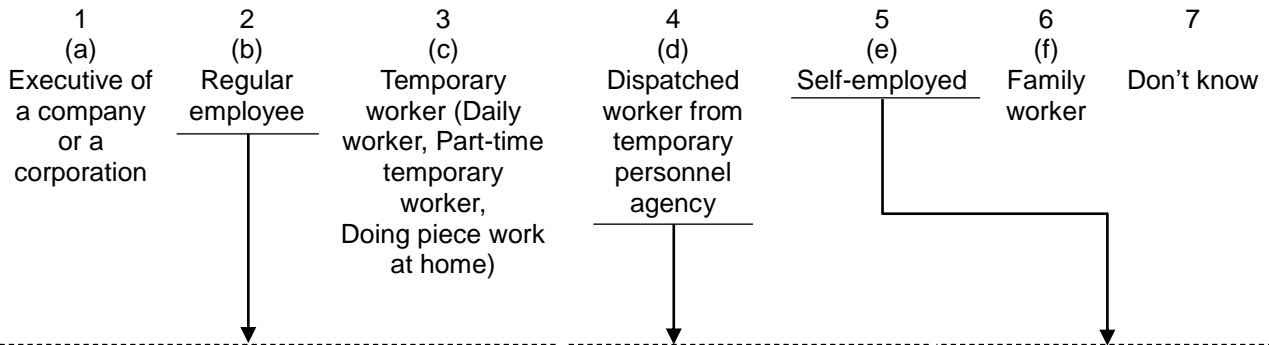 1
(a)
Executive of
a company
or a
corporation
2
(b)
Regular
employee
3
(c)
Temporary
worker (Daily
worker, Part-time
temporary
worker,
Doing piece work
at home)
4
(d)
Dispatched
worker from
temporary
personnel
agency
5
(e)
Self-employed
6
(f)
Family
worker
7
Don’t know